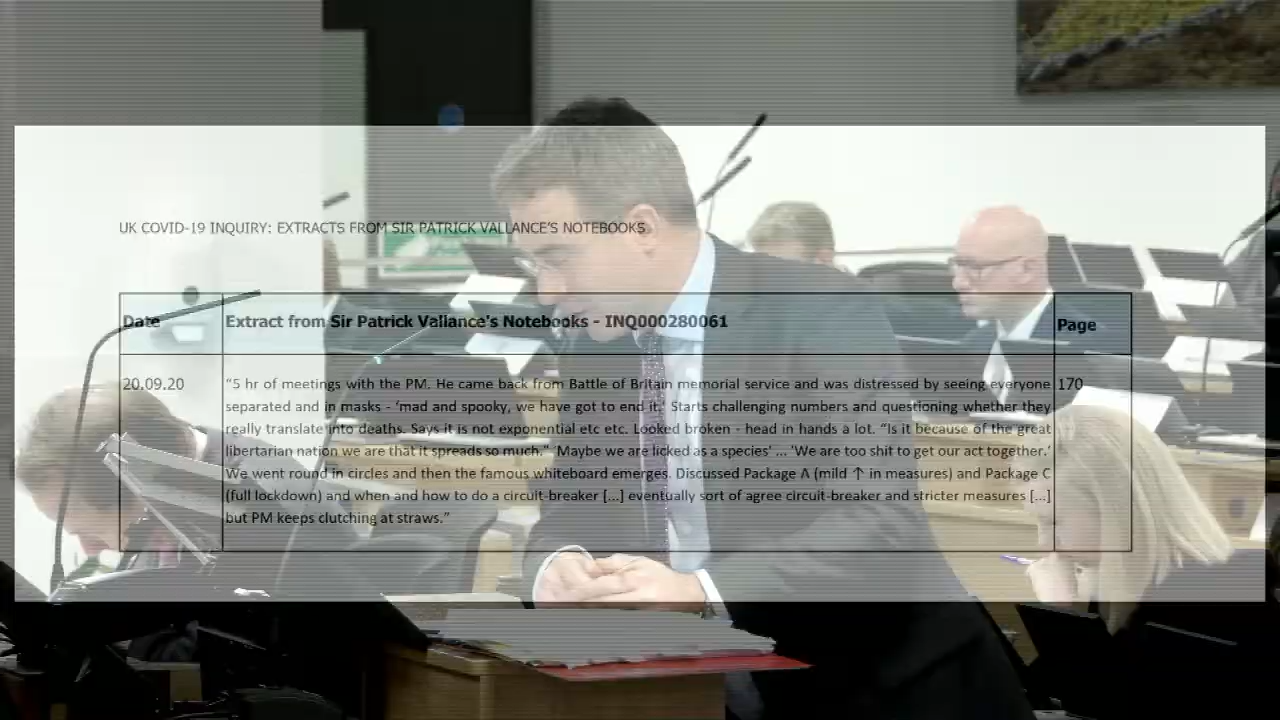 UK COVID-19 INQUIRY: EXTRACTS FROM SIR PATRICK VALLANCE'S NOTEBOOKS
Date
Extract from Sir Patrick Vallance's Notebooks - INQ000280061
Page
20.09.20
"5 hr of meetings with the PM. He came back from Battle of Britain memorial service and was distressed by seeing everyone
separated and in masks - 'mad and spooky, we have got to end it.' Starts challenging numbers and questioning whether they
really translate into deaths. Says it is not exponential etc etc. Looked broken - head in hands a lot. "Is it because of the great
libertarian nation we are that it spreads so much." 'Maybe we are licked as a species' ... 'We are too shit to get our act together.'
We went round in circles and then the famous whiteboard emerges. Discussed Package A (mild ↑ in measures) and Package C
(full lockdown) and when and how to do a circuit-breaker [...] eventually sort of agree circuit-breaker and stricter measures [...]
but PM keeps clutching at straws."
170